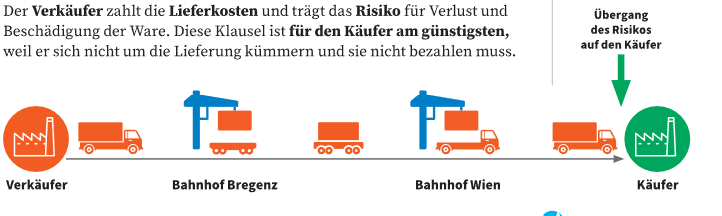 Der Verkäufer zahlt die Lieferkosten und trägt das Risiko für Verlust und
Beschädigung der Ware. Diese Klausel ist für den Käufer am günstigsten,
weil er sich nicht um die Lieferung kümmern und sie nicht bezahlen muss.
Übergang
des Risikos
auf den Käufer
Verkäufer
Bahnhof Bregenz
Bahnhof Wien
Käufer